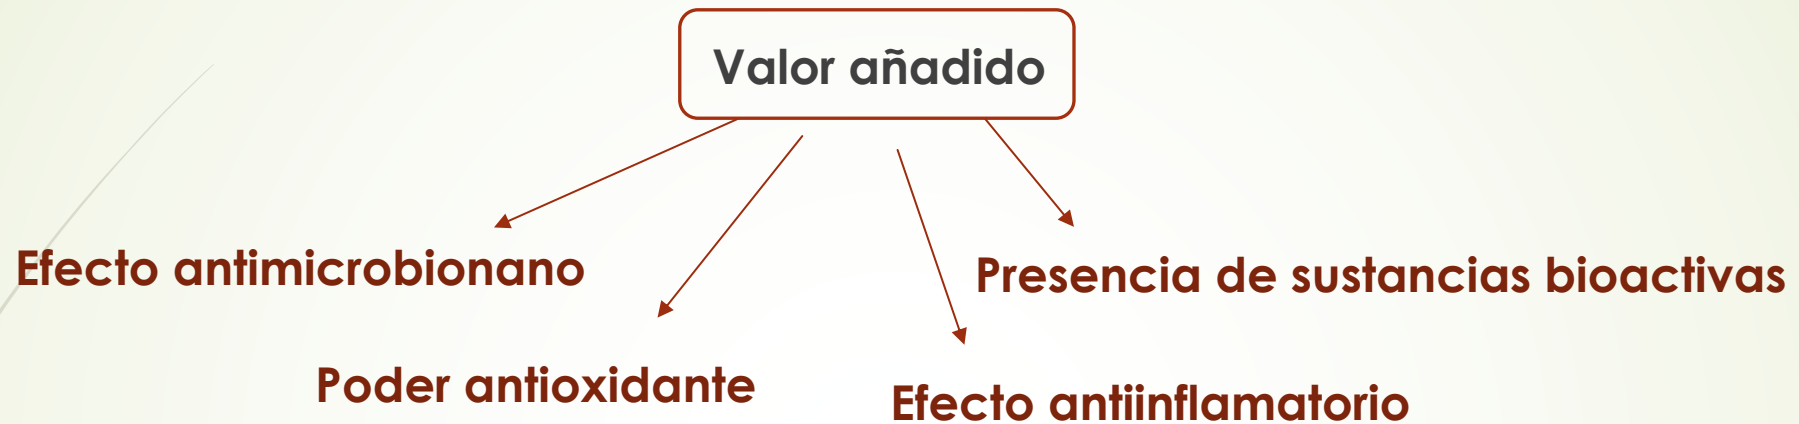 Valor añadido
Efecto antimicrobionano
Presencia de sustancias bioactivas
Poder antioxidante
Efecto antiinflamatorio